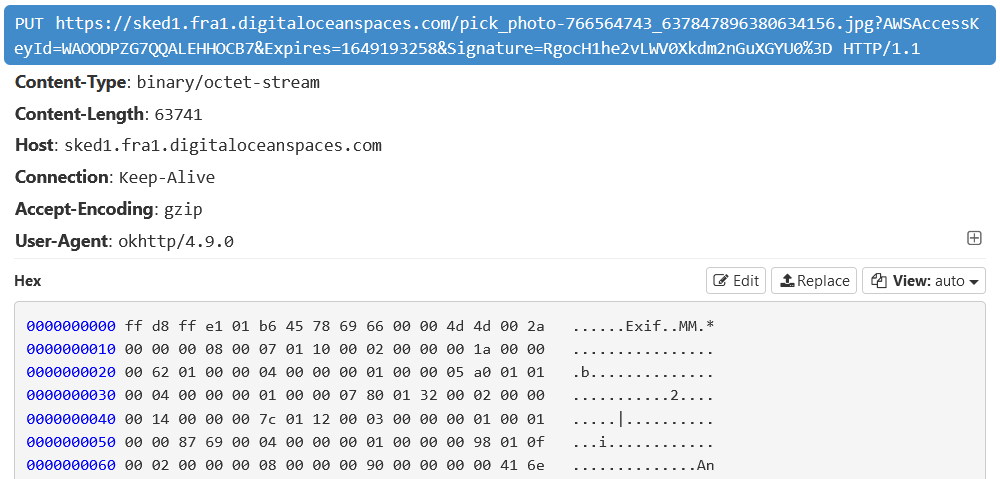 PUT https://sked1.fra1.digitaloceanspaces.com/pick_photo-766564743_637847896380634156.jpg?AWSAccessK
eyId=WAOODPZG7QQALEHHOCB7&Expires=1649193258&Signature=RgocH1he2vLWV0Xkdm2nGuXGYU0%3D HTTP/1.1
Content-Type: binary/octet-stream
Content-Length: 63741
Host: sked1.fra1.digitaloceanspaces.com
Connection: Keep-Alive
Accept-Encoding: gzip
User-Agent: okhttp/4.9.0
Hex Edit Replace View: auto
0000000000 ff d8 ff e1 01 b6 45 78 69 66 00 00 4d 4d 00 2a ......Exif..MM.*
0000000010 00 00 00 08 00 07 01 10 00 02 00 00 00 1a 00 00 ................
0000000020 00 62 01 00 00 04 00 00 00 01 00 00 05 a0 01 01 .b..............
0000000030 00 04 00 00 00 01 00 00 07 80 01 32 00 02 00 00 ...........2....
0000000040 00 14 00 00 00 7c 01 12 00 03 00 00 00 01 00 01 .....|..........
0000000050 00 00 87 69 00 04 00 00 00 01 00 00 00 98 01 0f ...i............
0000000060 00 02 00 00 00 08 00 00 00 90 00 00 00 00 41 6e ..............An